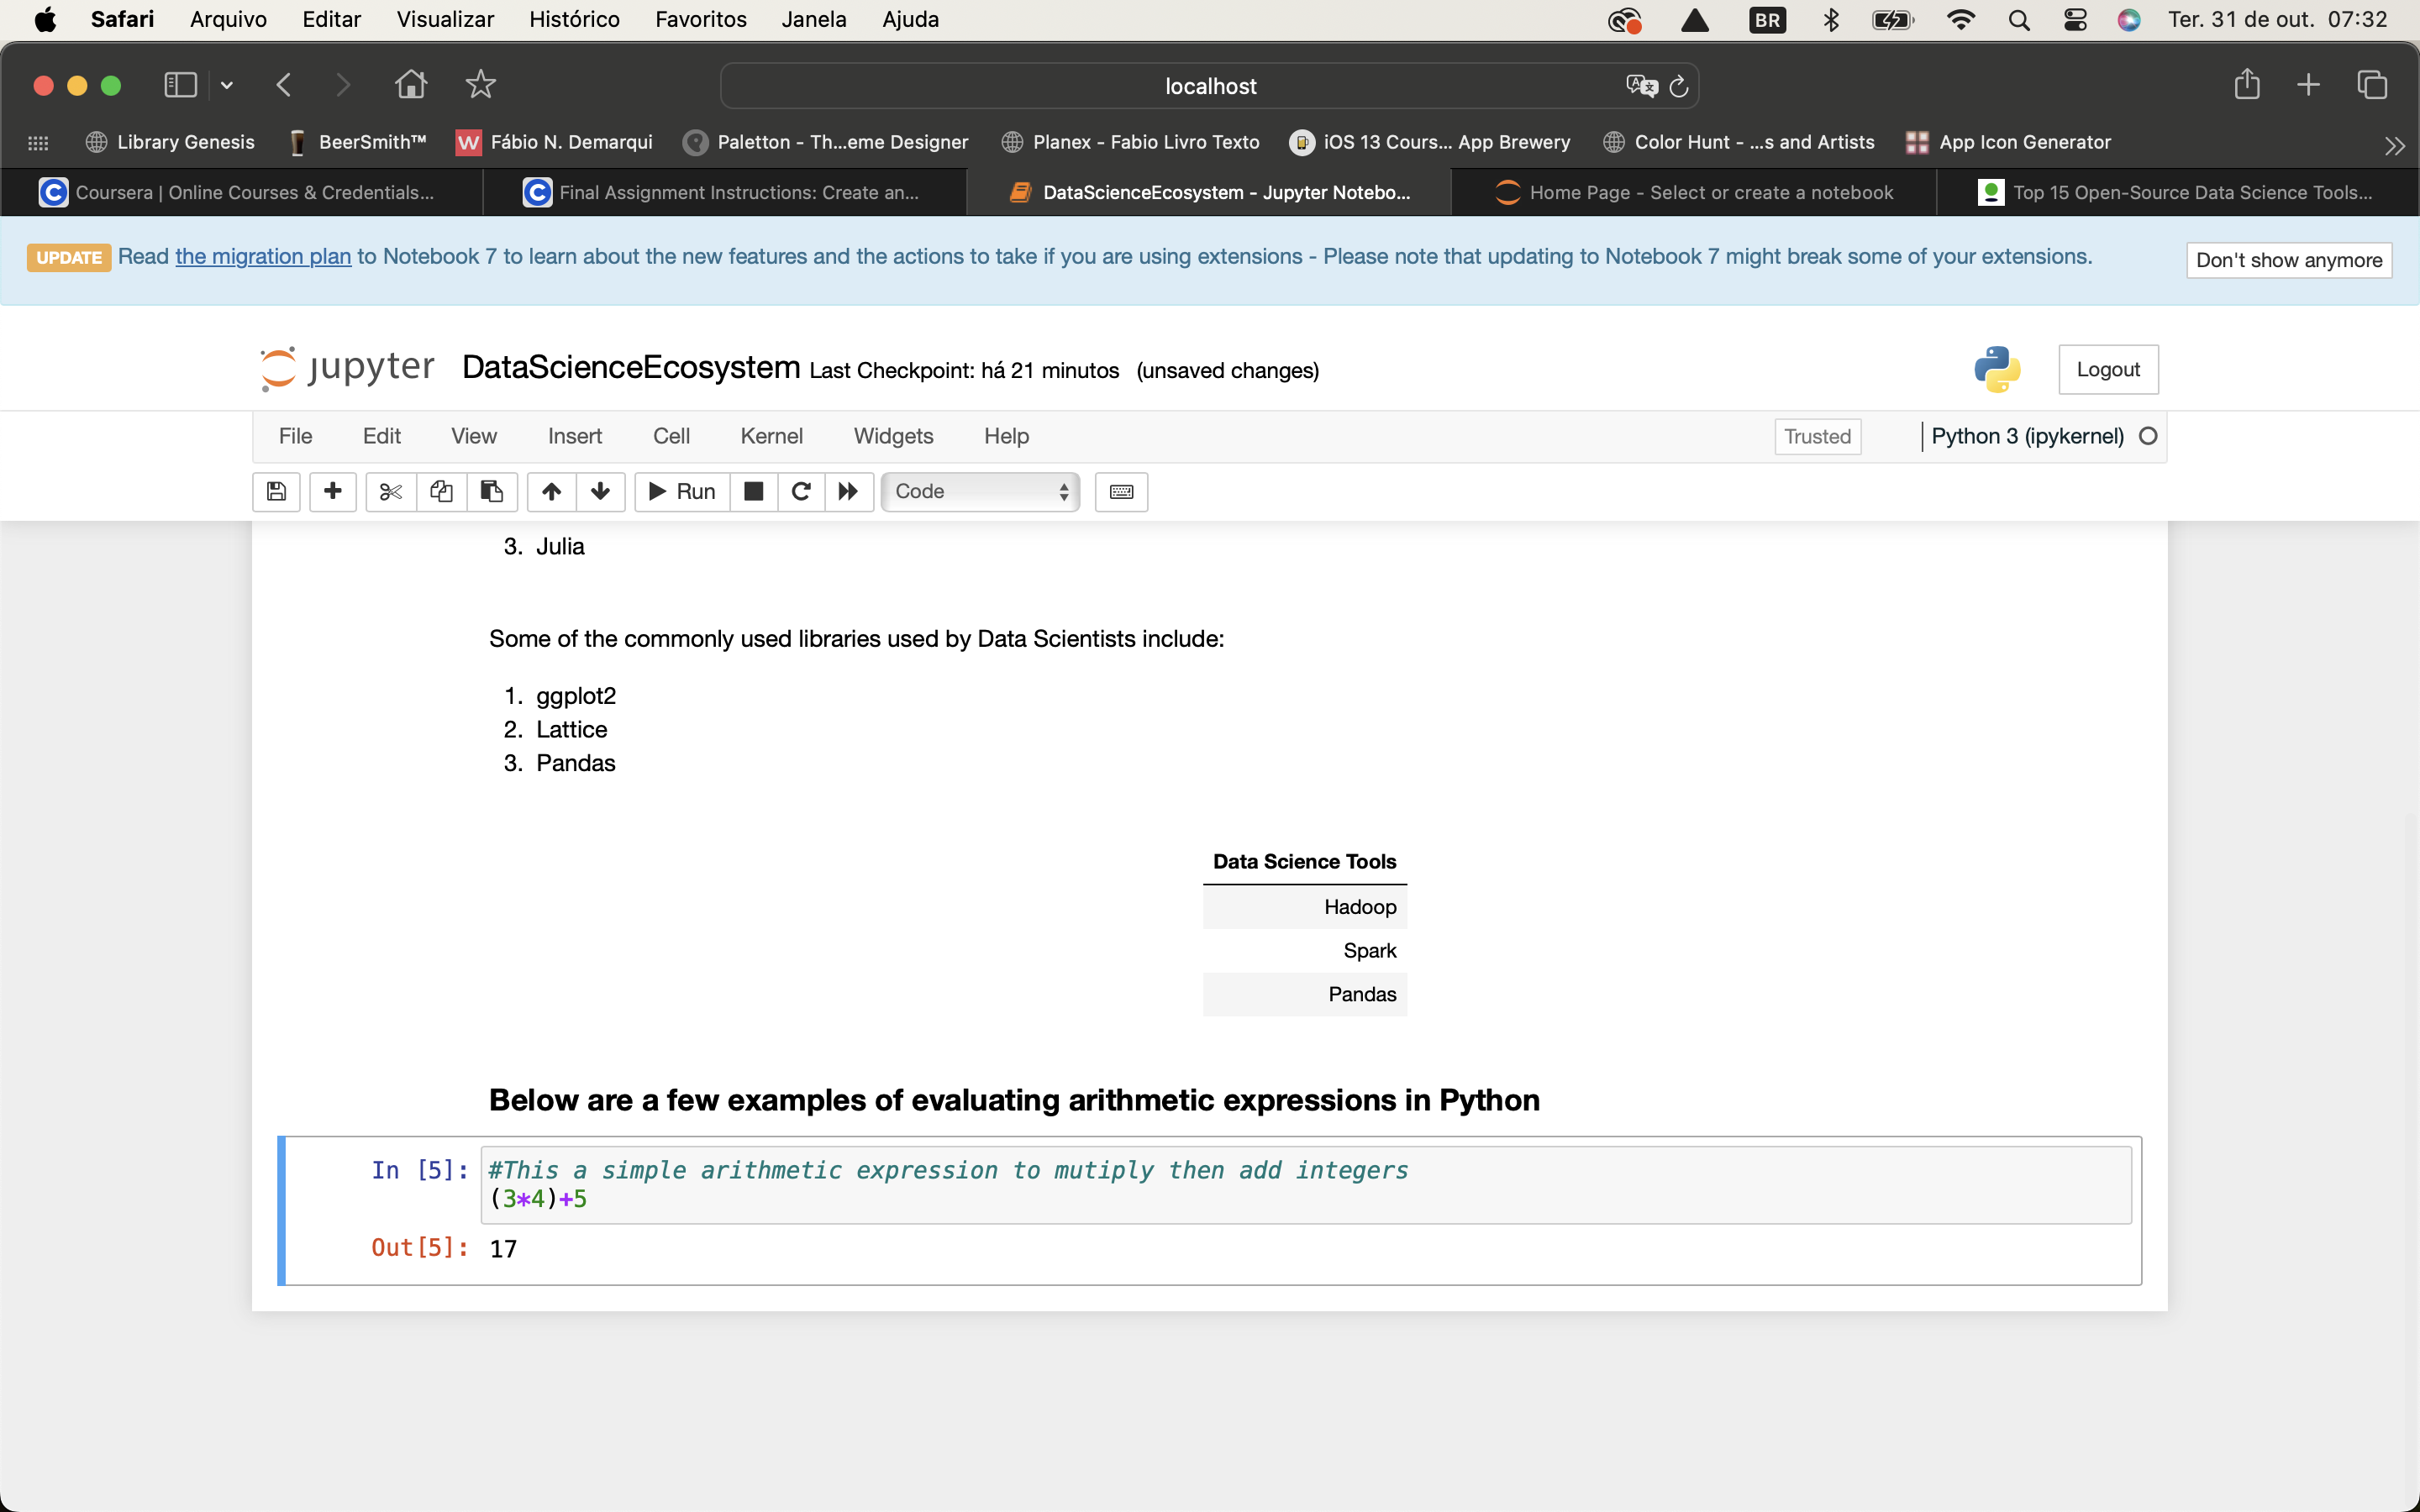 Safari Arquivo Editar Visualizar Histórico Favoritos Janela Ajuda BR Ter. 31 de out. 07:32
localhost
Library Genesis BeerSmith™ W Fábio N. Demarqui Paletton - Th...eme Designer Planex - Fabio Livro Texto iOS 13 Cours... App Brewery Color Hunt - ...s and Artists App Icon Generator
Coursera | Online Courses & Credentials... Final Assignment Instructions: Create an... DataScienceEcosystem - Jupyter Notebo... Home Page - Select or create a notebook Top 15 Open-Source Data Science Tools...
UPDATE Read the migration plan to Notebook 7 to learn about the new features and the actions to take if you are using extensions - Please note that updating to Notebook 7 might break some of your extensions. Don't show anymore
jupyter DataScienceEcosystem Last Checkpoint: há 21 minutos (unsaved changes) Logout
File Edit View Insert Cell Kernel Widgets Help Trusted Python 3 (ipykernel)
Run Code
3. Julia
Some of the commonly used libraries used by Data Scientists include:
1. ggplot2
2. Lattice
3. Pandas
Data Science Tools
Hadoop
Spark
Pandas
Below are a few examples of evaluating arithmetic expressions in Python
In [5]: #This a simple arithmetic expression to mutiply then add integers
(3*4)+5
Out[5]: 17